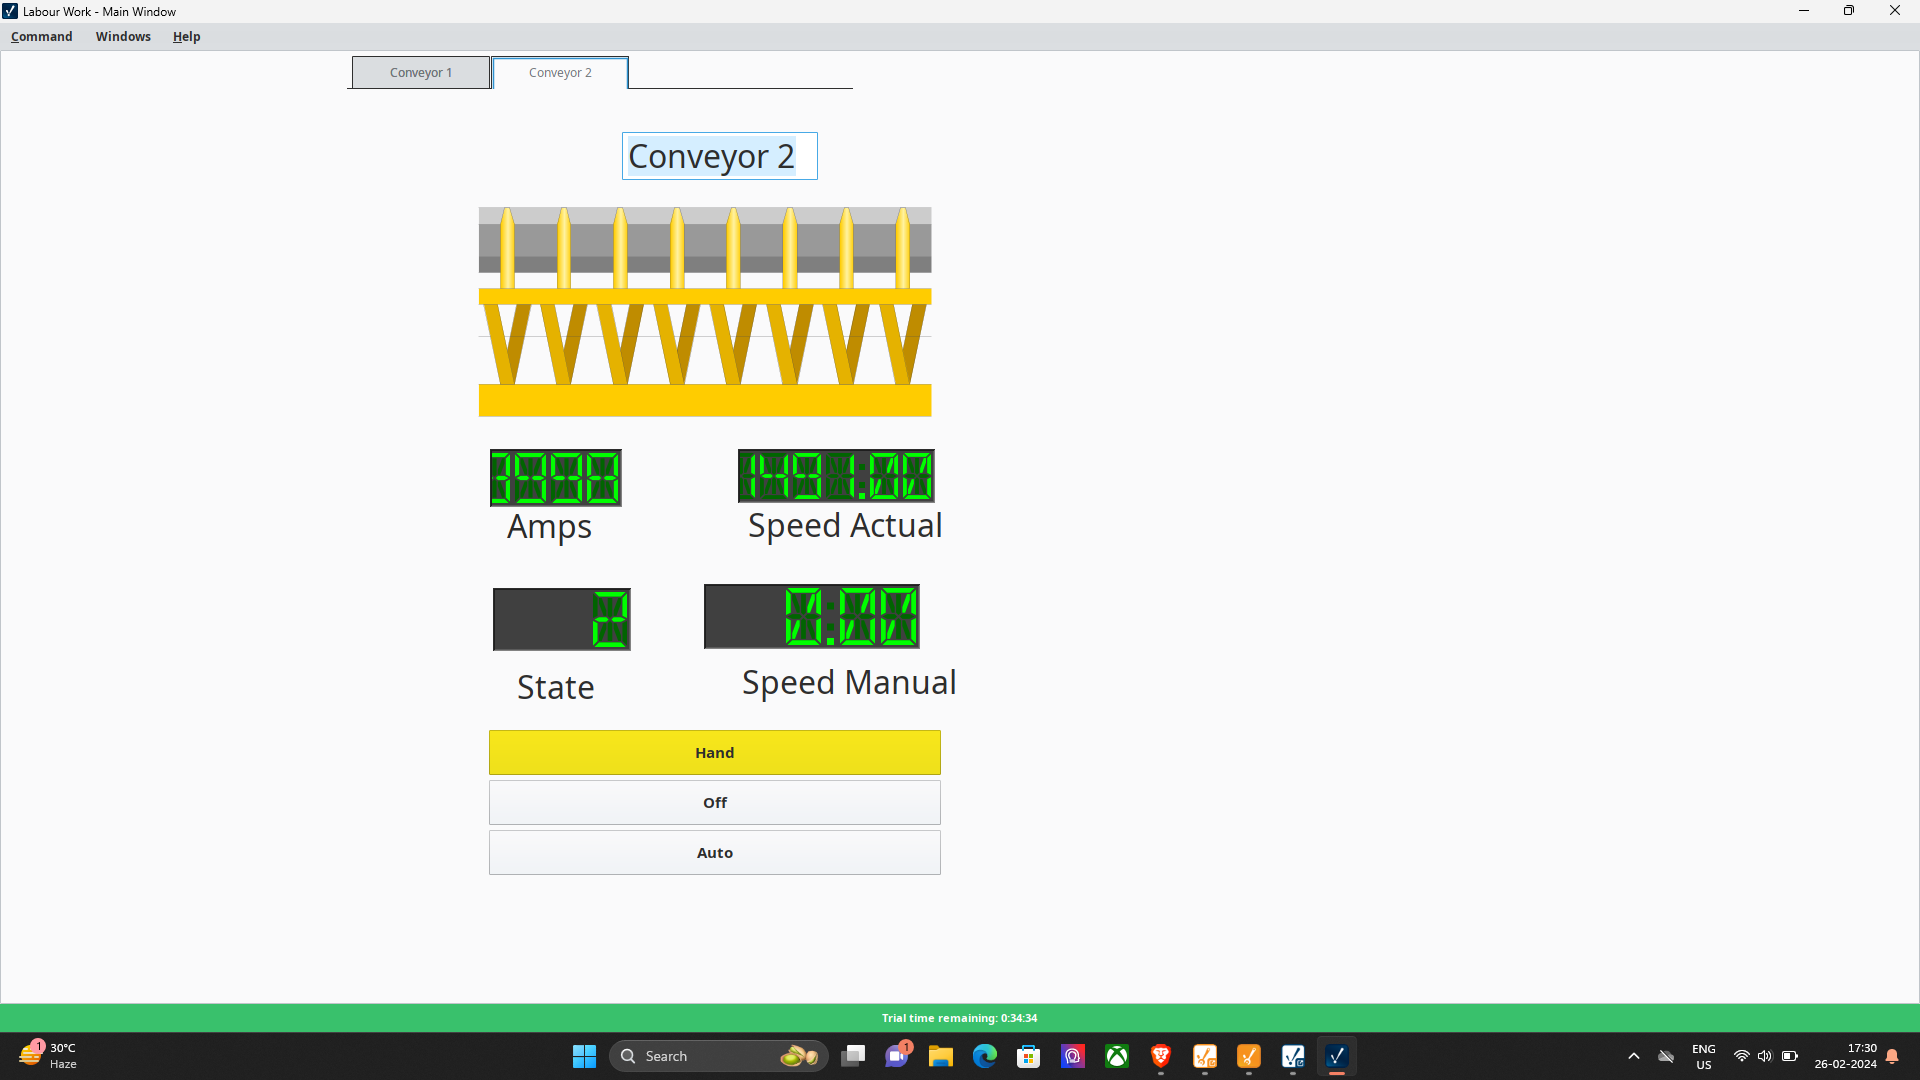 Labour Work - Main Window
Command Windows Help
Conveyor 1 Conveyor 2
Conveyor 2
1491.00
Amps Speed Actual
2 0.00
State Speed Manual
Hand
Off
Auto
Trial time remaining: 0:34:34
1 30°C
Haze
Search
1
ENG
US
17:30
26-02-2024